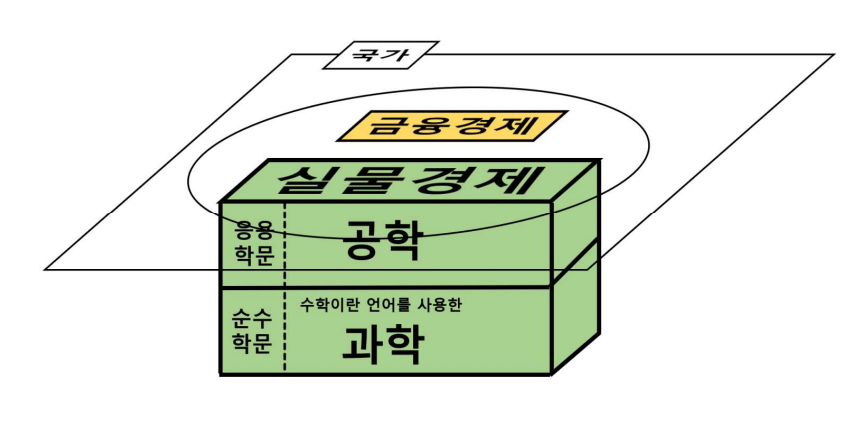 국가
금융경제
실물경제
응용
학문
공학
순수
학문
수학이란 언어를 사용한
과학